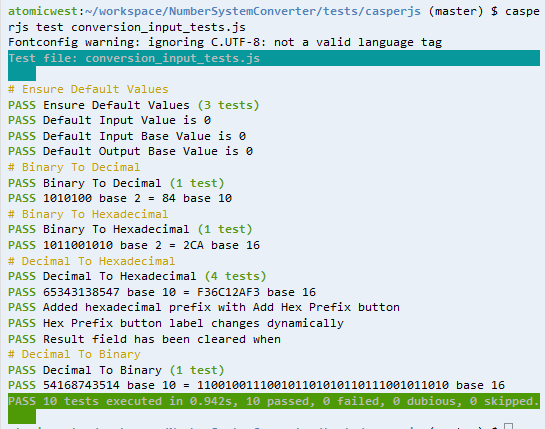 atomicwest:~/workspace/NumberSystemConverter/tests/casperjs (master) $ caspe
rjs test conversion_input_tests.js
Fontconfig warning: ignoring C.UTF-8: not a valid language tag
Test file: conversion_input_tests.js
# Ensure Default Values
PASS Ensure Default Values (3 tests)
PASS Default Input Value is 0
PASS Default Input Base Value is 0
PASS Default Output Base Value is 0
# Binary To Decimal
PASS Binary To Decimal (1 test)
PASS 1010100 base 2 = 84 base 10
# Binary To Hexadecimal
PASS Binary To Hexadecimal (1 test)
PASS 1011001010 base 2 = 2CA base 16
# Decimal To Hexadecimal
PASS Decimal To Hexadecimal (4 tests)
PASS 65343138547 base 10 = F36C12AF3 base 16
PASS Added hexadecimal prefix with Add Hex Prefix button
PASS Hex Prefix button label changes dynamically
PASS Result field has been cleared when
# Decimal To Binary
PASS Decimal To Binary (1 test)
PASS 54168743514 base 10 = 110010011100101101010110111001011010 base 16
PASS 10 tests executed in 0.942s, 10 passed, 0 failed, 0 dubious, 0 skipped.